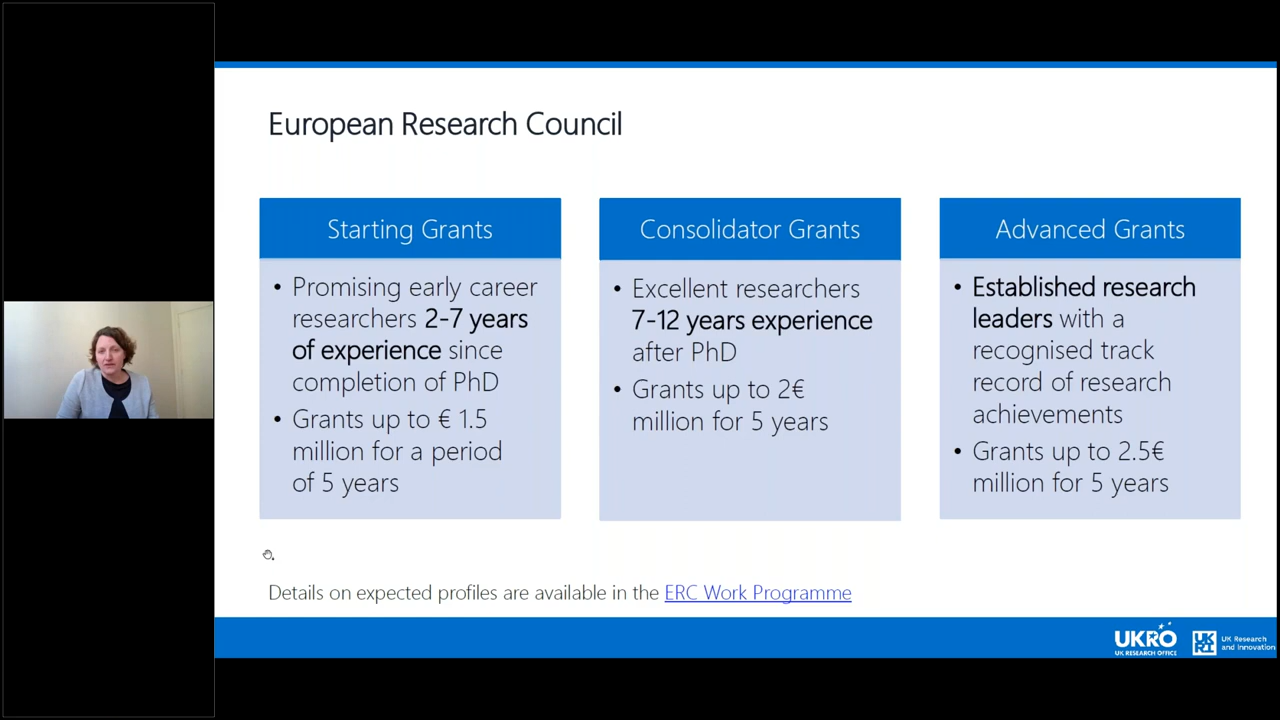 European Research Council
Starting Grants
• Promising early career
researchers 2-7 years
of experience since
completion of PhD
• Grants up to € 1.5
million for a period
of 5 years
Consolidator Grants
• Excellent researchers
7-12 years experience
after PhD
• Grants up to 2€
million for 5 years
Advanced Grants
• Established research
leaders with a
recognised track
record of research
achievements
• Grants up to 2.5€
million for 5 years
Details on expected profiles are available in the ERC Work Programme
UKRO
UK RESEARCH OFFICE
UKRI
UK Research
and Innovation